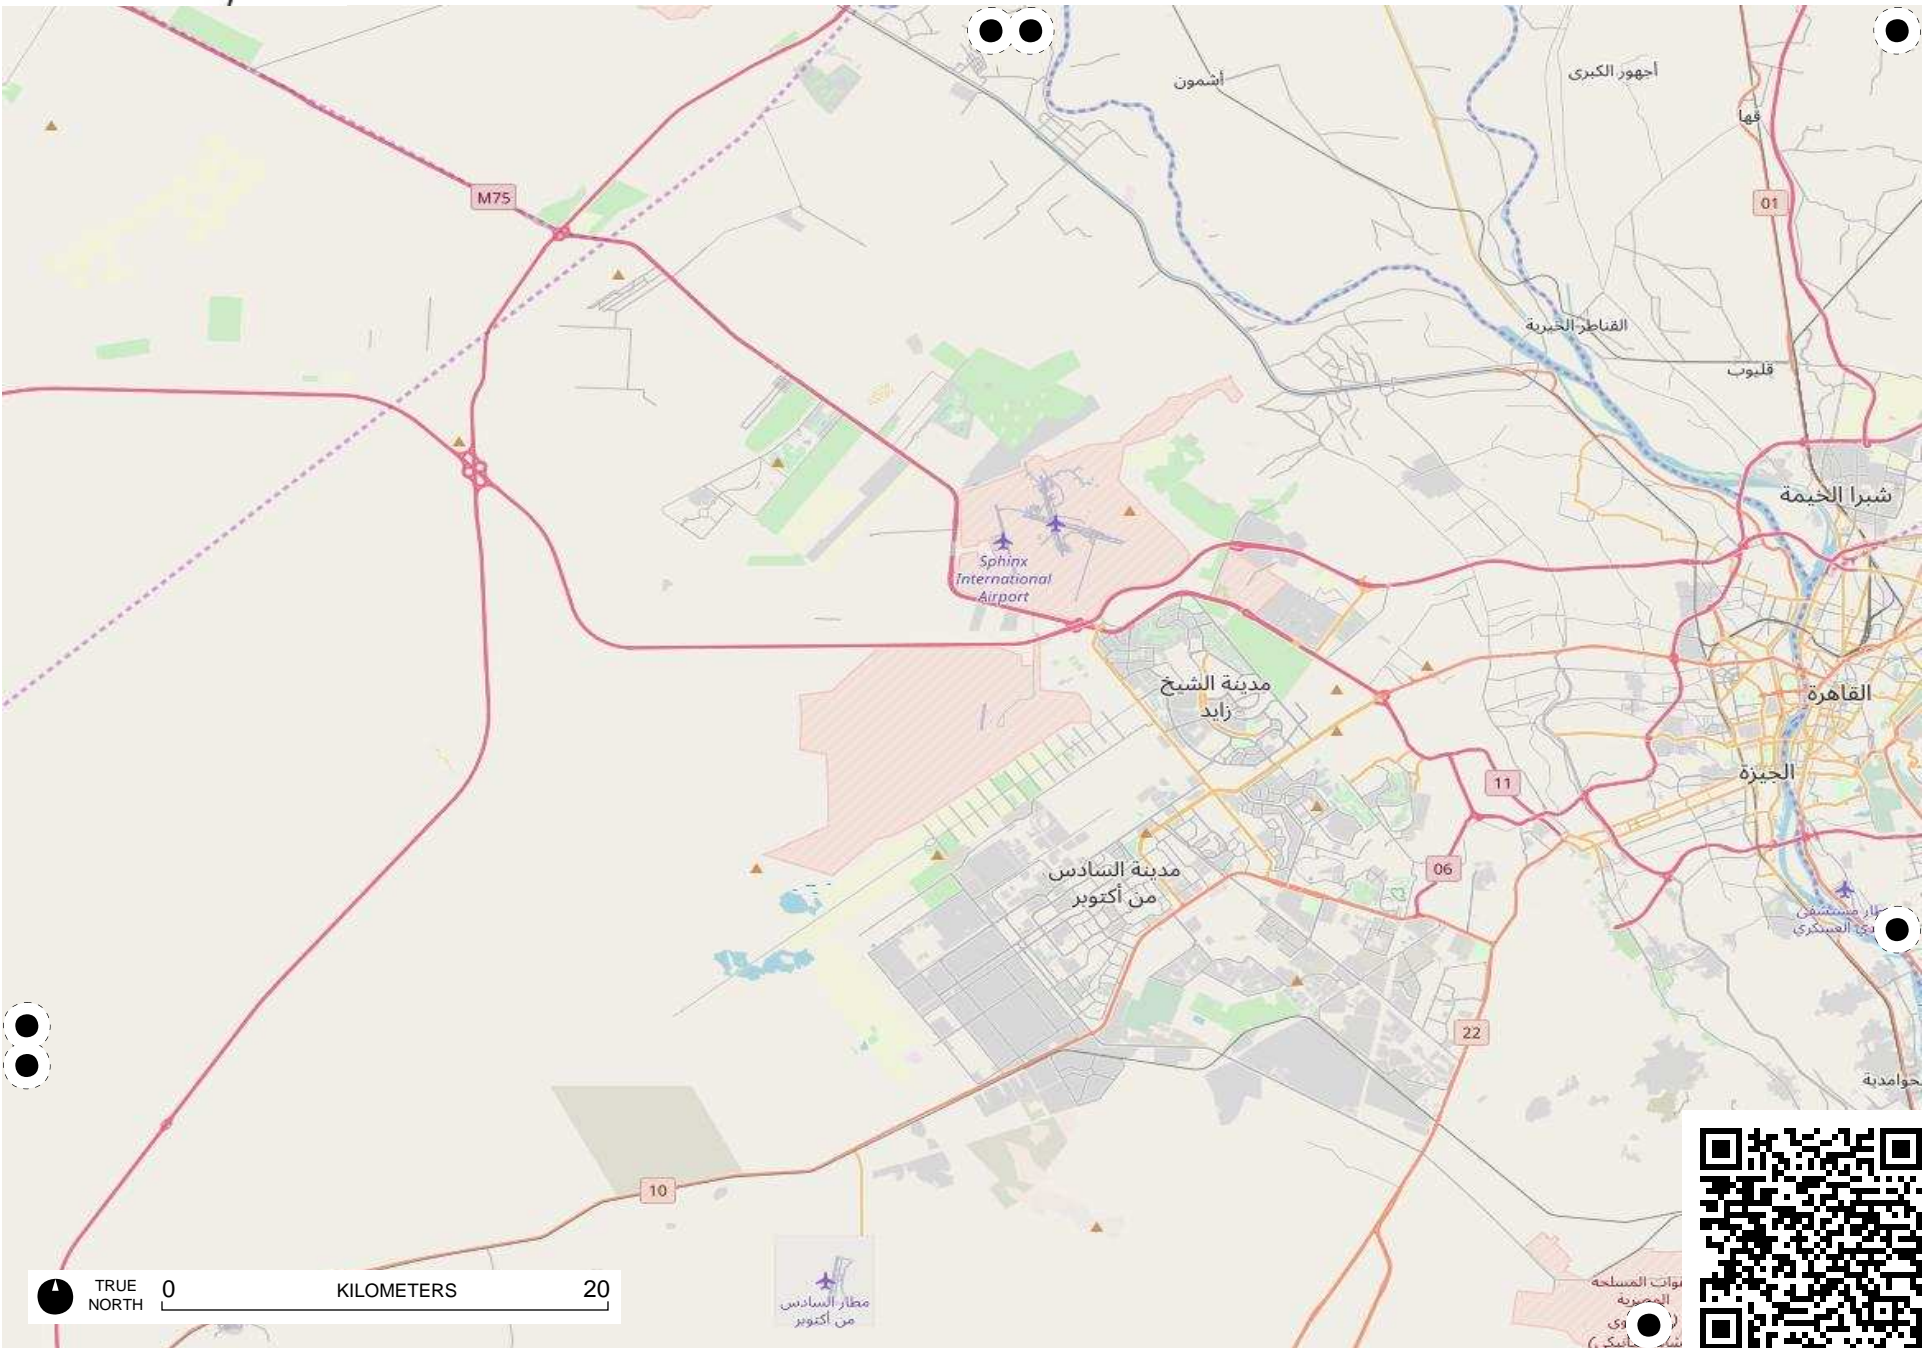 أشمون
أجهور الكبرى
قها
M75
01
القناطر الخيرية
قليوب
شبرا الخيمة
Sphinx
International
Airport
مدينة الشيخ
زايد
القاهرة
11
الجيزة
06
مدينة السادس
من أكتوبر
22
10
TRUE
NORTH
0
KILOMETERS
20
مطار السادس
من أكتوبر
المصرية